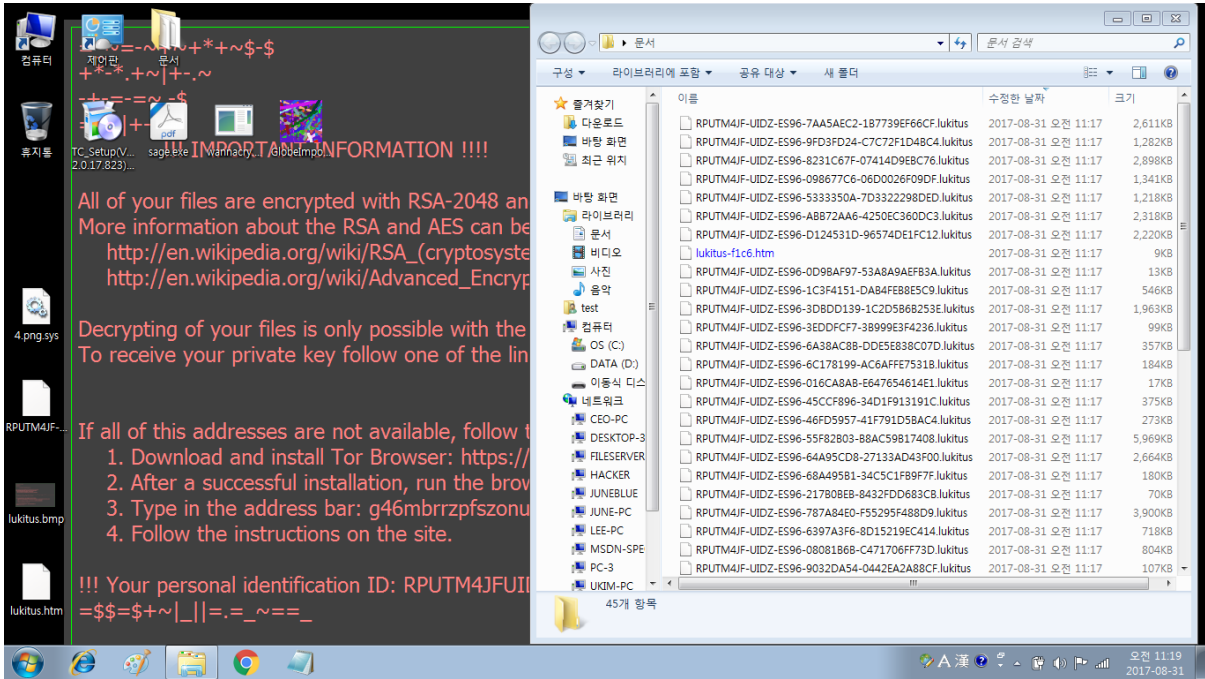 컴퓨터
제어판
문서
=-~+*+~$-$
+*-*.+~|+-.~
휴지통
TC_Setup(V...
2.0.17.823)...
sage.exe
wannacry...
GlobeImpo...
!!! IMPORTANT INFORMATION !!!!
All of your files are encrypted with RSA-2048 an
More information about the RSA and AES can be
http://en.wikipedia.org/wiki/RSA_(cryptosyste
http://en.wikipedia.org/wiki/Advanced_Encryp
4.png.sys
Decrypting of your files is only possible with the
To receive your private key follow one of the lin
RPUTM4JF-...
If all of this addresses are not available, follow t
1. Download and install Tor Browser: https://
2. After a successful installation, run the brow
3. Type in the address bar: g46mbrrzpfszonu
4. Follow the instructions on the site.
lukitus.bmp
!!! Your personal identification ID: RPUTM4JFUID
=$$=$+~|_||=.=_~==_
lukitus.htm
문서
문서 검색
구성 라이브러리에 포함 공유 대상 새 폴더
즐겨찾기
다운로드
바탕 화면
최근 위치
바탕 화면
라이브러리
문서
비디오
사진
음악
test
컴퓨터
OS (C:)
DATA (D:)
이동식 디스
네트워크
CEO-PC
DESKTOP-3
FILESERVER
HACKER
JUNEBLUE
JUNE-PC
LEE-PC
MSDN-SPE
PC-3
UKIM-PC
이름 수정한 날짜 크기
RPUTM4JF-UIDZ-ES96-7AA5AEC2-1B7739EF66CF.lukitus 2017-08-31 오전 11:17 2,611KB
RPUTM4JF-UIDZ-ES96-9FD3FD24-C7C72F1D4BC4.lukitus 2017-08-31 오전 11:17 1,282KB
RPUTM4JF-UIDZ-ES96-8231C67F-07414D9EBC76.lukitus 2017-08-31 오전 11:17 2,898KB
RPUTM4JF-UIDZ-ES96-098677C6-06D0026F09DF.lukitus 2017-08-31 오전 11:17 1,341KB
RPUTM4JF-UIDZ-ES96-5333350A-7D3322298DED.lukitus 2017-08-31 오전 11:17 1,218KB
RPUTM4JF-UIDZ-ES96-ABB72AA6-4250EC360DC3.lukitus 2017-08-31 오전 11:17 2,318KB
RPUTM4JF-UIDZ-ES96-D124531D-96574DE1FC12.lukitus 2017-08-31 오전 11:17 2,220KB
lukitus-f1c6.htm 2017-08-31 오전 11:17 9KB
RPUTM4JF-UIDZ-ES96-0D9BAF97-53A8A9AEFB3A.lukitus 2017-08-31 오전 11:17 13KB
RPUTM4JF-UIDZ-ES96-1C3F4151-DAB4FEB8E5C9.lukitus 2017-08-31 오전 11:17 546KB
RPUTM4JF-UIDZ-ES96-3DBDD139-1C2D5B6B253E.lukitus 2017-08-31 오전 11:17 1,963KB
RPUTM4JF-UIDZ-ES96-3EDDFCF7-3B999E3F4236.lukitus 2017-08-31 오전 11:17 99KB
RPUTM4JF-UIDZ-ES96-6A38AC8B-DDE5E838C07D.lukitus 2017-08-31 오전 11:17 357KB
RPUTM4JF-UIDZ-ES96-6C178199-AC6AFFE7531B.lukitus 2017-08-31 오전 11:17 184KB
RPUTM4JF-UIDZ-ES96-016CA8AB-E647654614E1.lukitus 2017-08-31 오전 11:17 17KB
RPUTM4JF-UIDZ-ES96-45CCF896-34D1F913191C.lukitus 2017-08-31 오전 11:17 375KB
RPUTM4JF-UIDZ-ES96-46FD5957-41F791D5BAC4.lukitus 2017-08-31 오전 11:17 273KB
RPUTM4JF-UIDZ-ES96-55F82B03-B8AC59B17408.lukitus 2017-08-31 오전 11:17 5,969KB
RPUTM4JF-UIDZ-ES96-64A95CD8-27133AD43F00.lukitus 2017-08-31 오전 11:17 2,664KB
RPUTM4JF-UIDZ-ES96-68A495B1-34C5C1FB9F7F.lukitus 2017-08-31 오전 11:17 180KB
RPUTM4JF-UIDZ-ES96-217B0BEB-8432FDD683CB.lukitus 2017-08-31 오전 11:17 70KB
RPUTM4JF-UIDZ-ES96-787A84E0-F55295F488D9.lukitus 2017-08-31 오전 11:17 3,900KB
RPUTM4JF-UIDZ-ES96-6397A3F6-8D15219EC414.lukitus 2017-08-31 오전 11:17 718KB
RPUTM4JF-UIDZ-ES96-08081B6B-C471706FF73D.lukitus 2017-08-31 오전 11:17 804KB
RPUTM4JF-UIDZ-ES96-9032DA54-0442EA2A88CF.lukitus 2017-08-31 오전 11:17 107KB
45개 항목
A 漢
오전 11:19
2017-08-31